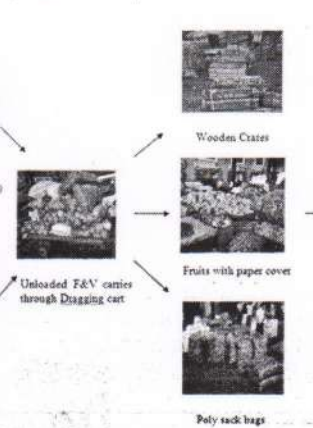 Wooden Crates
Unloaded F&V carries
through Dragging cart
Fruits with paper cover
Poly sack bags